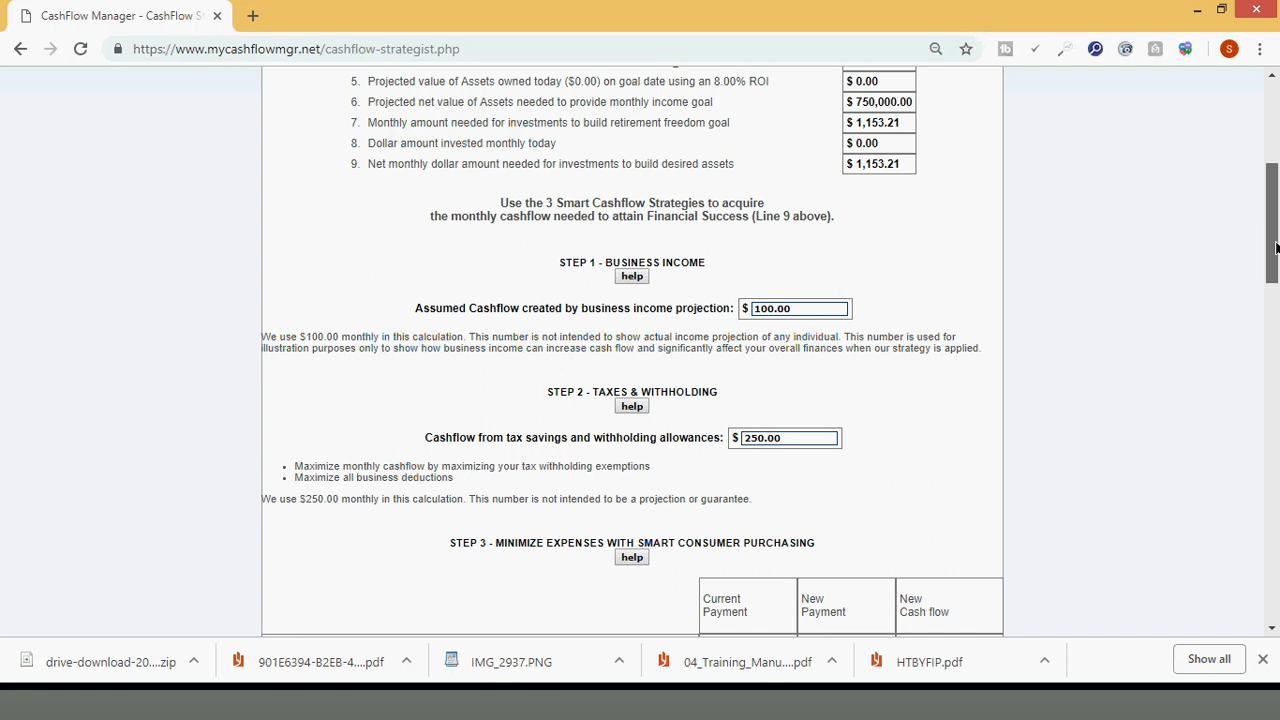 CashFlow Manager - CashFlow S
https://www.mycashflowmgr.net/cashflow-strategist.php
S
5. Projected value of Assets owned today ($0.00) on goal date using an 8.00% ROI $ 0.00
6. Projected net value of Assets needed to provide monthly income goal $ 750,000.00
7. Monthly amount needed for investments to build retirement freedom goal $ 1,153.21
8. Dollar amount invested monthly today $ 0.00
9. Net monthly dollar amount needed for investments to build desired assets $ 1,153.21
Use the 3 Smart Cashflow Strategies to acquire
the monthly cashflow needed to attain Financial Success (Line 9 above).
STEP 1 - BUSINESS INCOME
help
Assumed Cashflow created by business income projection: $ 100.00
We use $100.00 monthly in this calculation. This number is not intended to show actual income projection of any individual. This number is used for
illustration purposes only to show how business income can increase cash flow and significantly affect your overall finances when our strategy is applied.
STEP 2 - TAXES & WITHHOLDING
help
Cashflow from tax savings and withholding allowances: $ 250.00
• Maximize monthly cashflow by maximizing your tax withholding exemptions
• Maximize all business deductions
We use $250.00 monthly in this calculation. This number is not intended to be a projection or guarantee.
STEP 3 - MINIMIZE EXPENSES WITH SMART CONSUMER PURCHASING
help
Current New New
Payment Payment Cash flow
drive-download-20....zip 901E6394-B2EB-4....pdf IMG_2937.PNG 04_Training_Manu....pdf HTBYFIP.pdf Show all